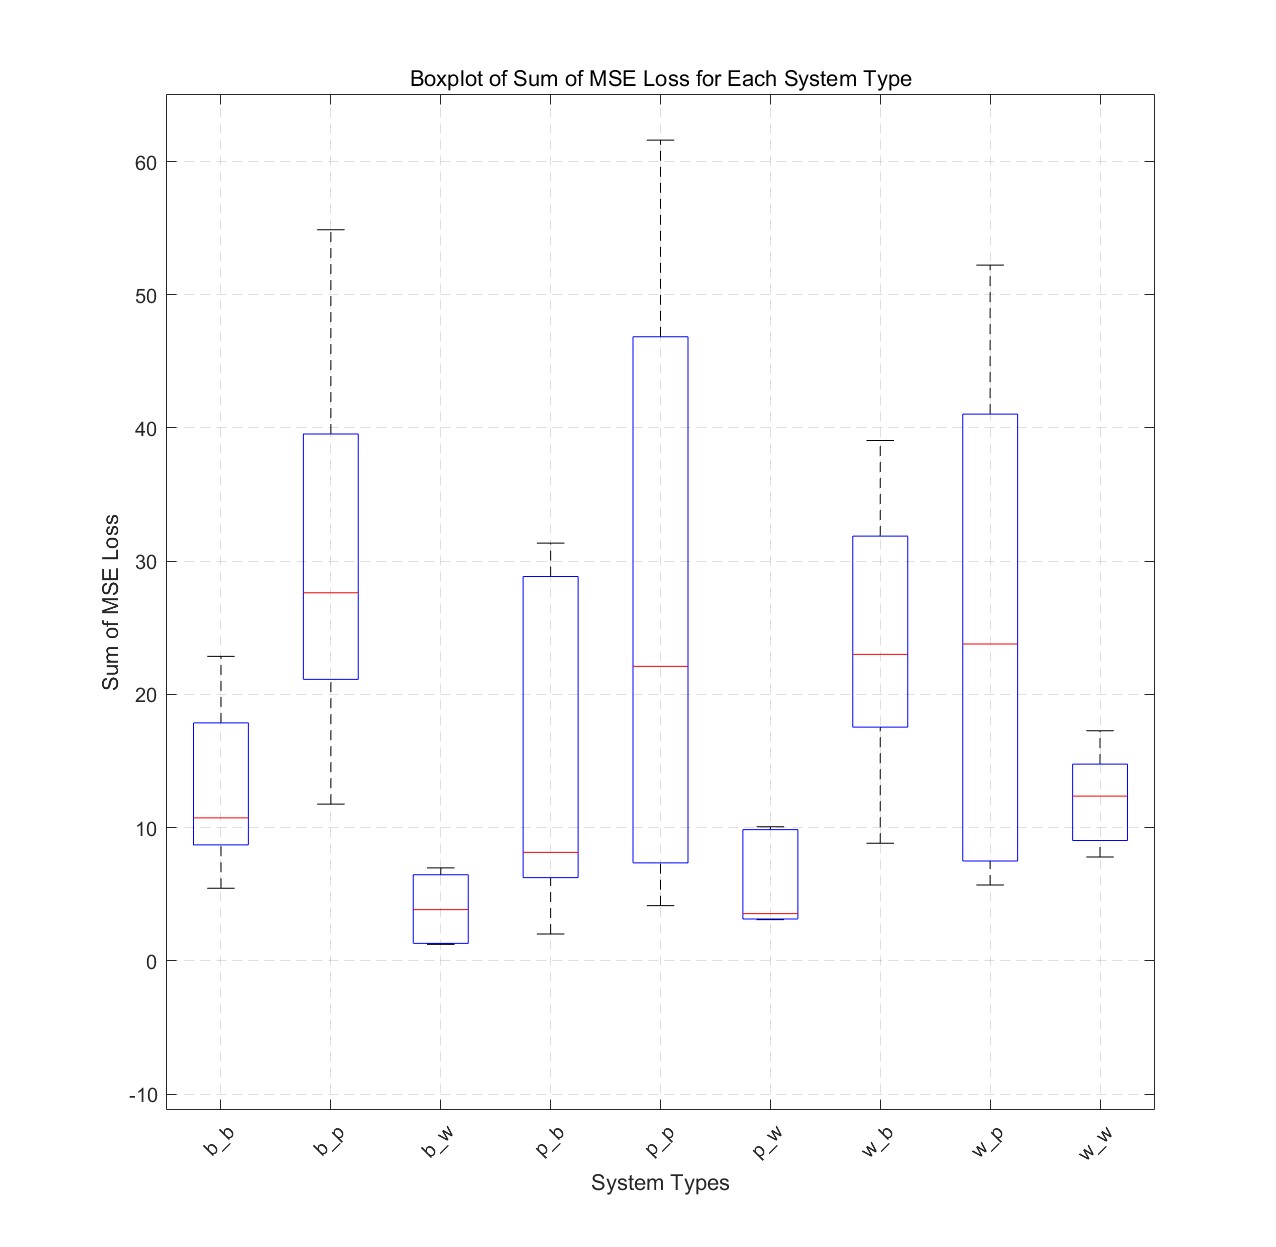 Boxplot of Sum of MSE Loss for Each System Type
60
50
40
30
20
10
0
-10
Sum of MSE Loss
b_b
b_p
b_w
p_b
p_p
p_w
w_b
w_p
w_w
System Types